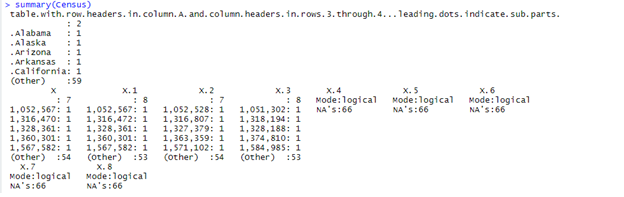 > summary(Census)
table.with.row.headers.in.column.A.and.column.headers.in.rows.3.through.4...leading.dots.indicate.sub.parts.
: 2
.Alabama : 1
.Alaska : 1
.Arizona : 1
.Arkansas : 1
.California: 1
(Other) :59
X X.1 X.2 X.3 X.4 X.5 X.6
: 7 : 8 : 7 : 8 Mode:logical Mode:logical Mode:logical
1,052,567: 1 1,052,567: 1 1,052,528: 1 1,051,302: 1 NA's:66 NA's:66 NA's:66
1,316,470: 1 1,316,472: 1 1,316,807: 1 1,318,194: 1
1,328,361: 1 1,328,361: 1 1,327,379: 1 1,328,188: 1
1,360,301: 1 1,360,301: 1 1,363,359: 1 1,374,810: 1
1,567,582: 1 1,567,582: 1 1,571,102: 1 1,584,985: 1
(Other) :54 (Other) :53 (Other) :54 (Other) :53
X.7 X.8
Mode:logical Mode:logical
NA's:66 NA's:66